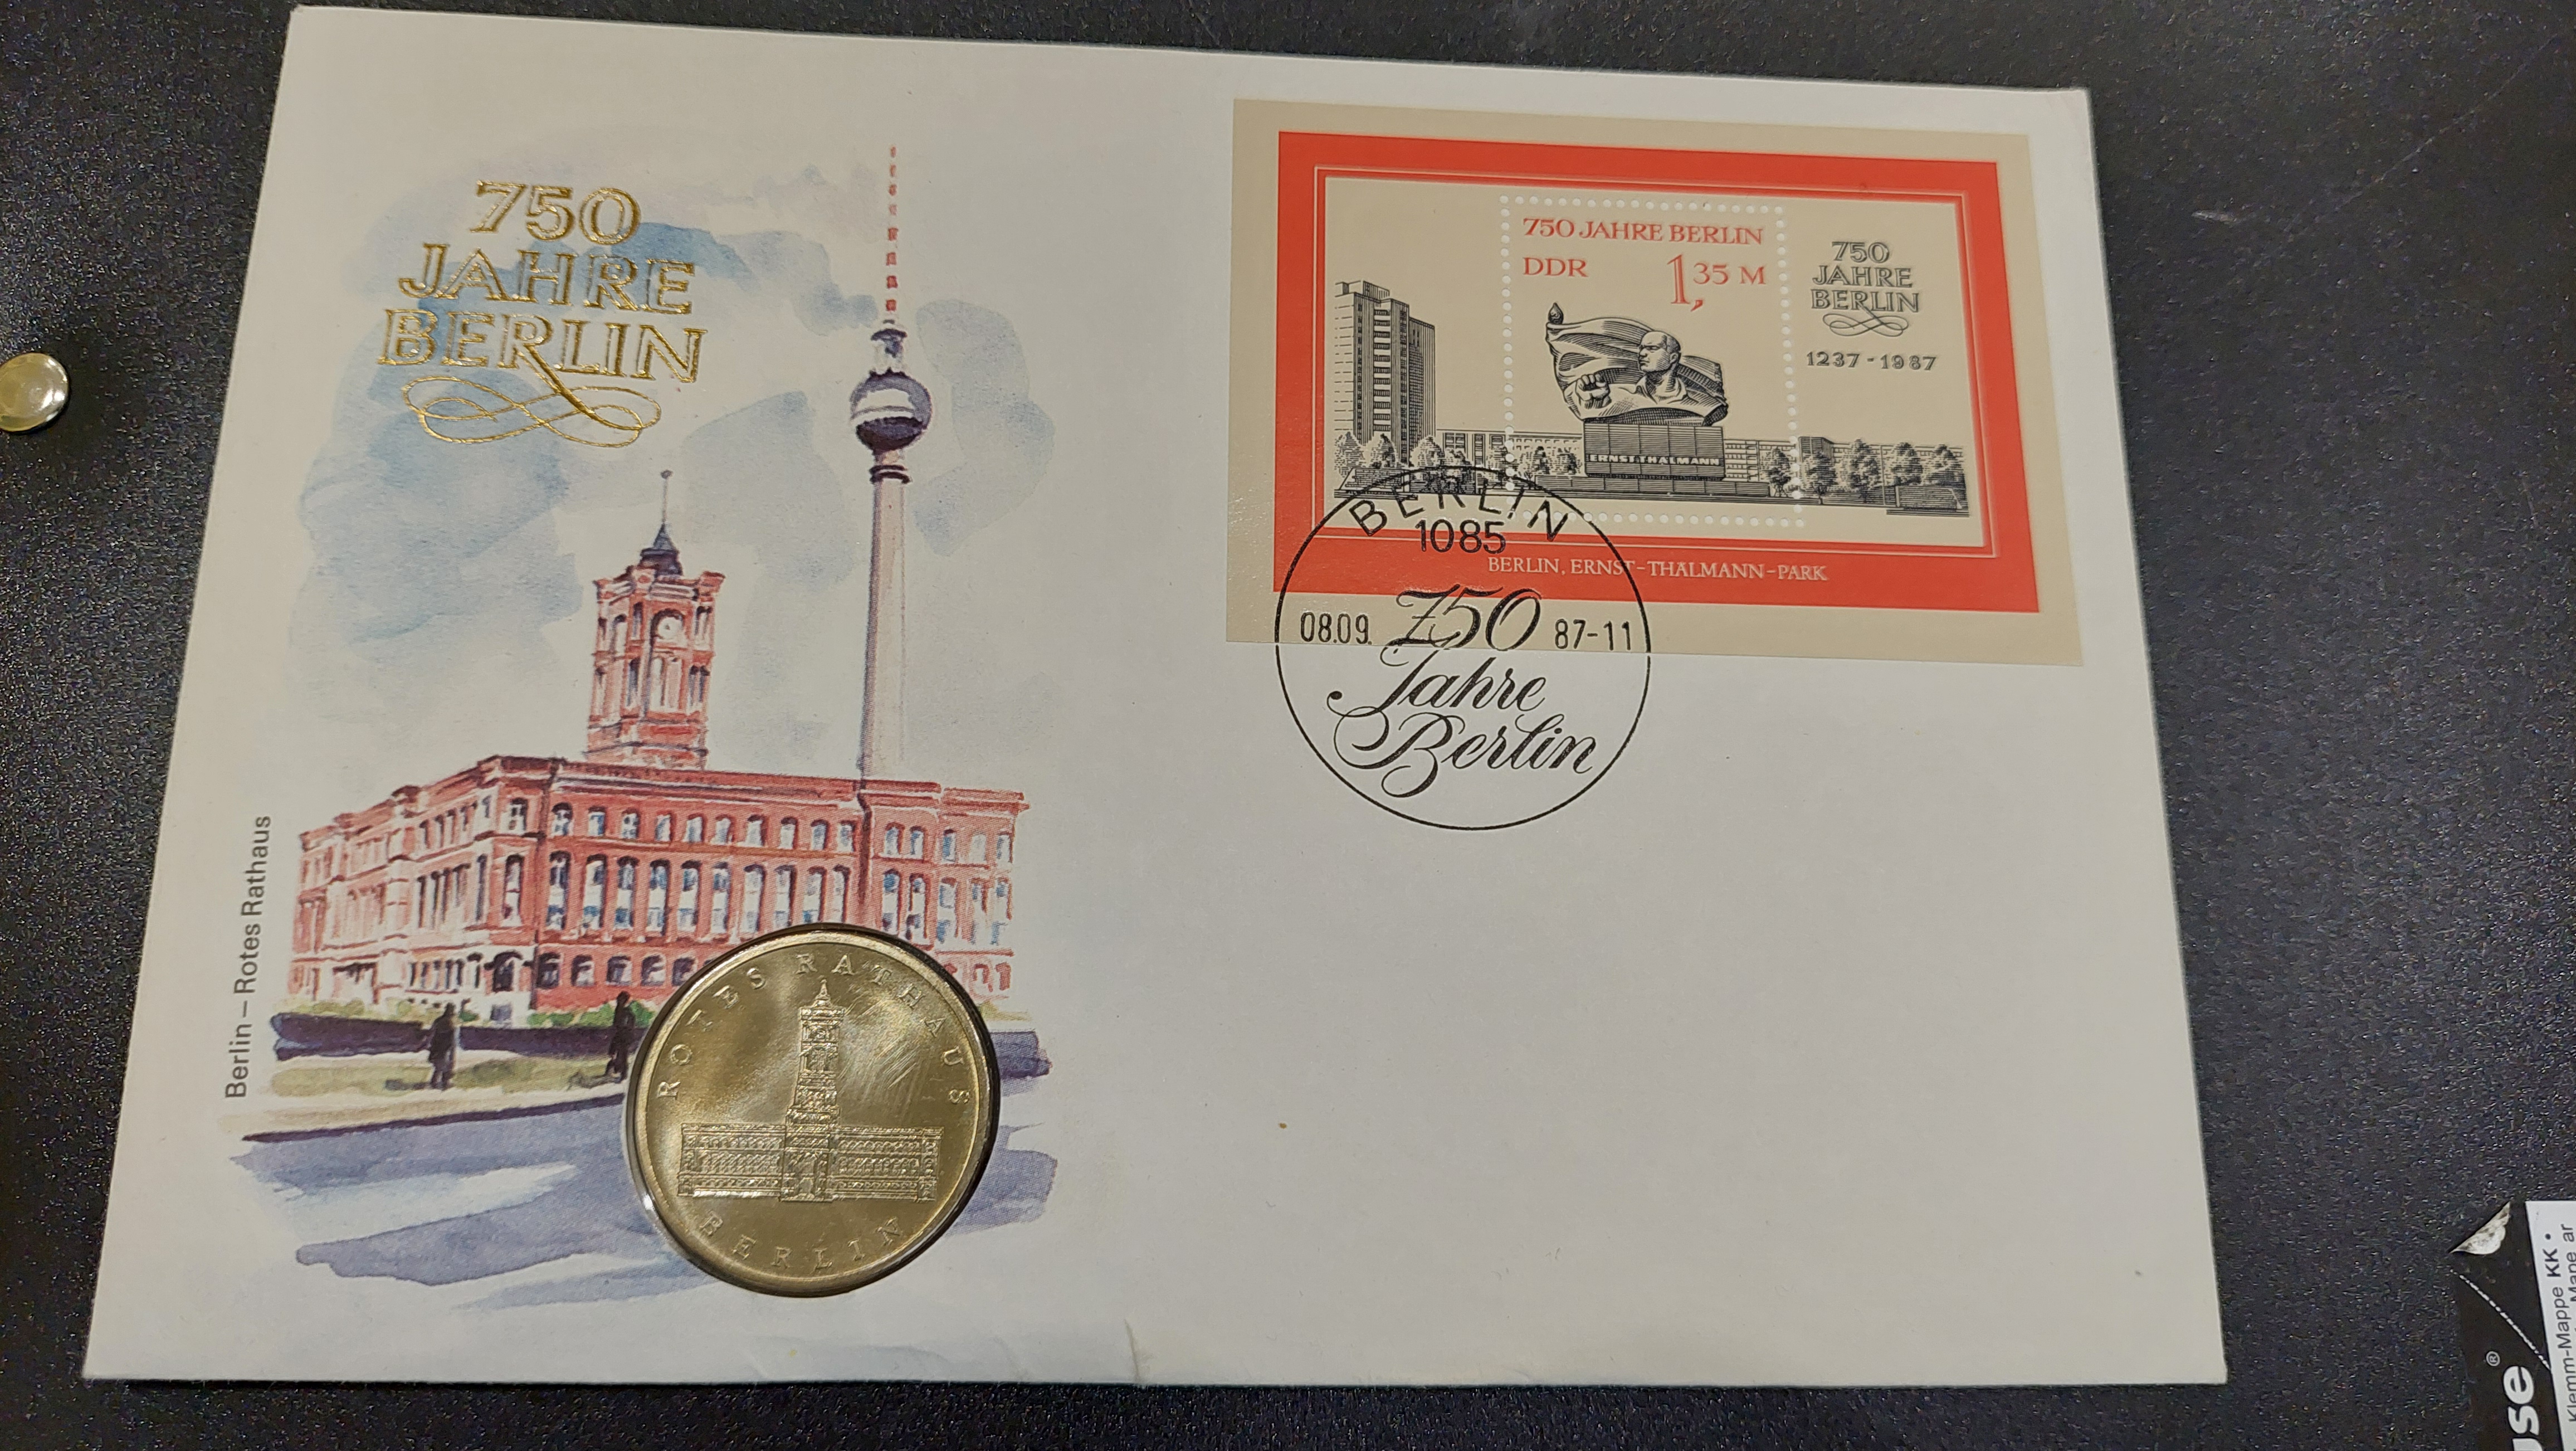 750
JAHRE
BERLIN
Berlin – Rotes Rathaus
ROTES RATHAUS
BERLIN
750 JAHRE BERLIN
DDR 1,35 M
ERNST THÄLMANN
750
JAHRE
BERLIN
1237-1987
BERLIN, ERNST-THÄLMANN-PARK
BERLIN
1085
08.09. 750 87-11
Jahre
Berlin
Klemm-Mappe KK •
use®